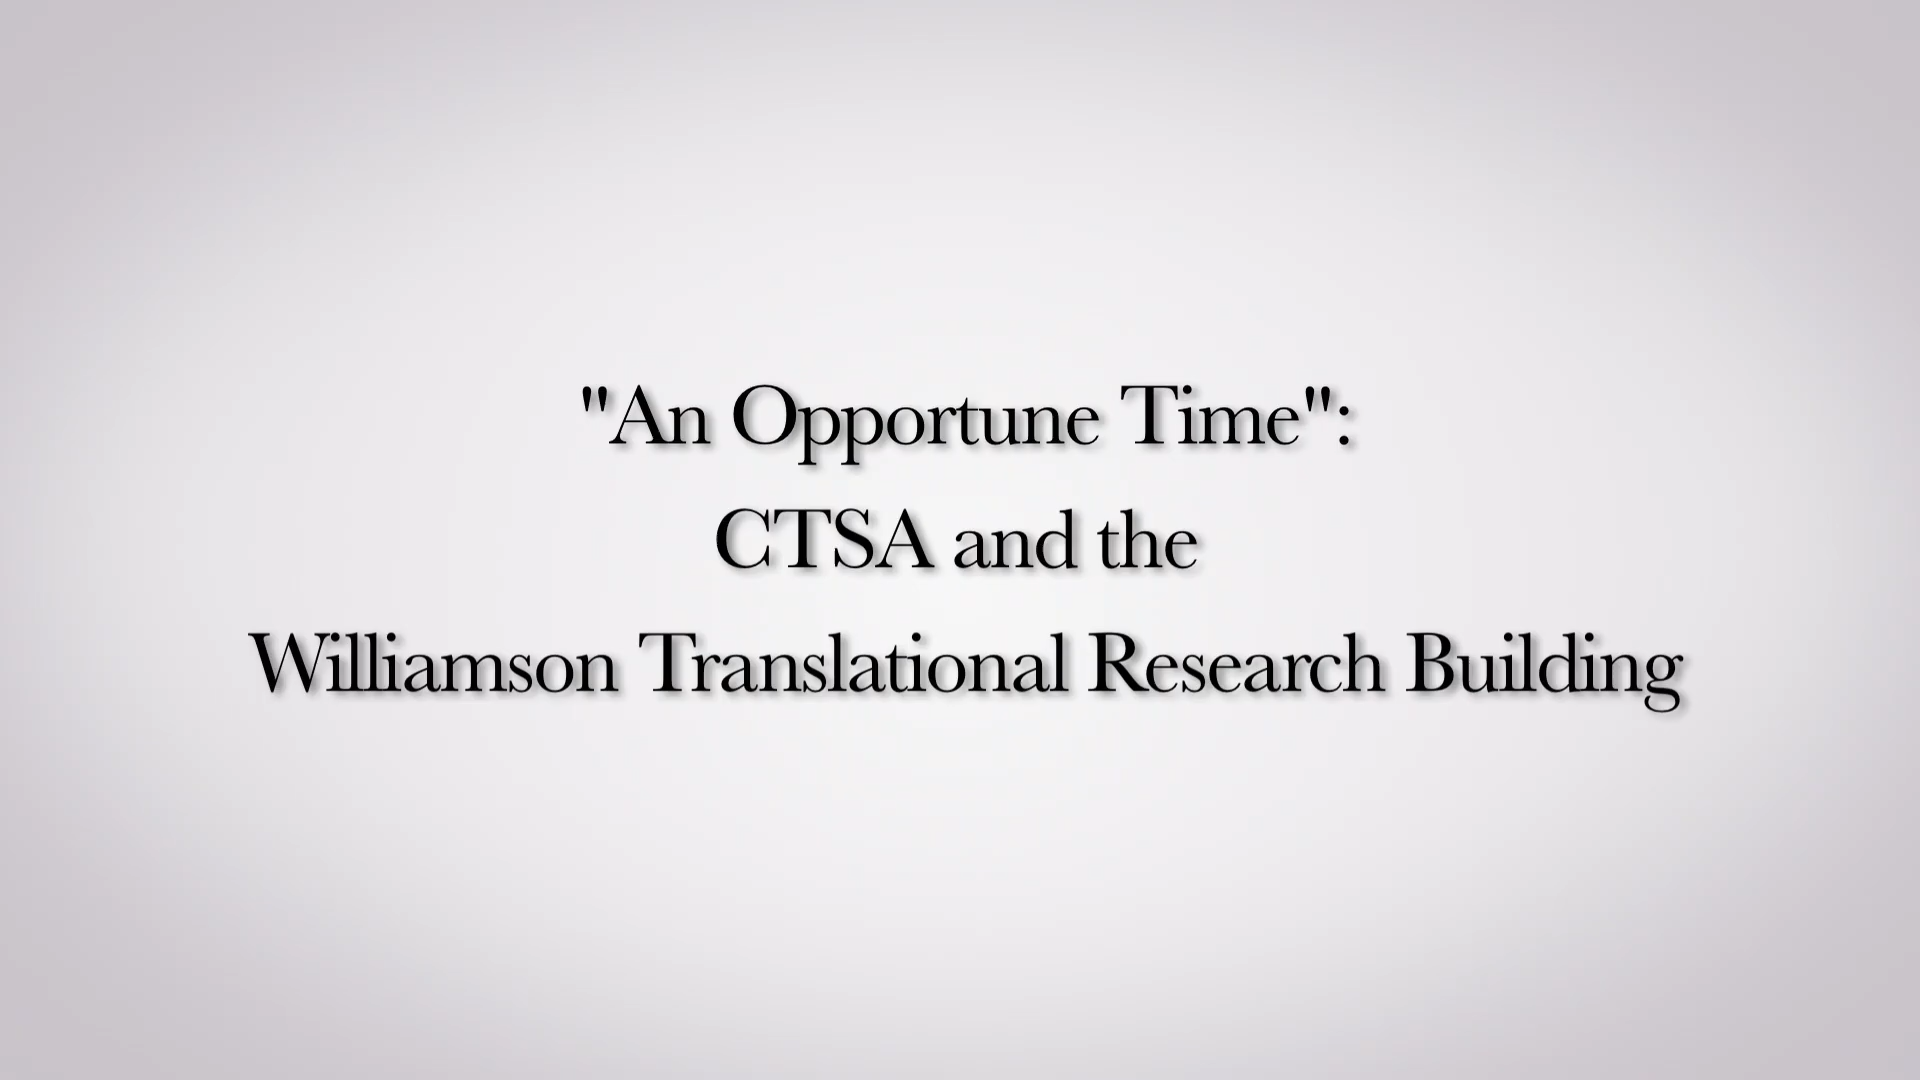 "An Opportune Time":
CTSA and the
Williamson Translational Research Building